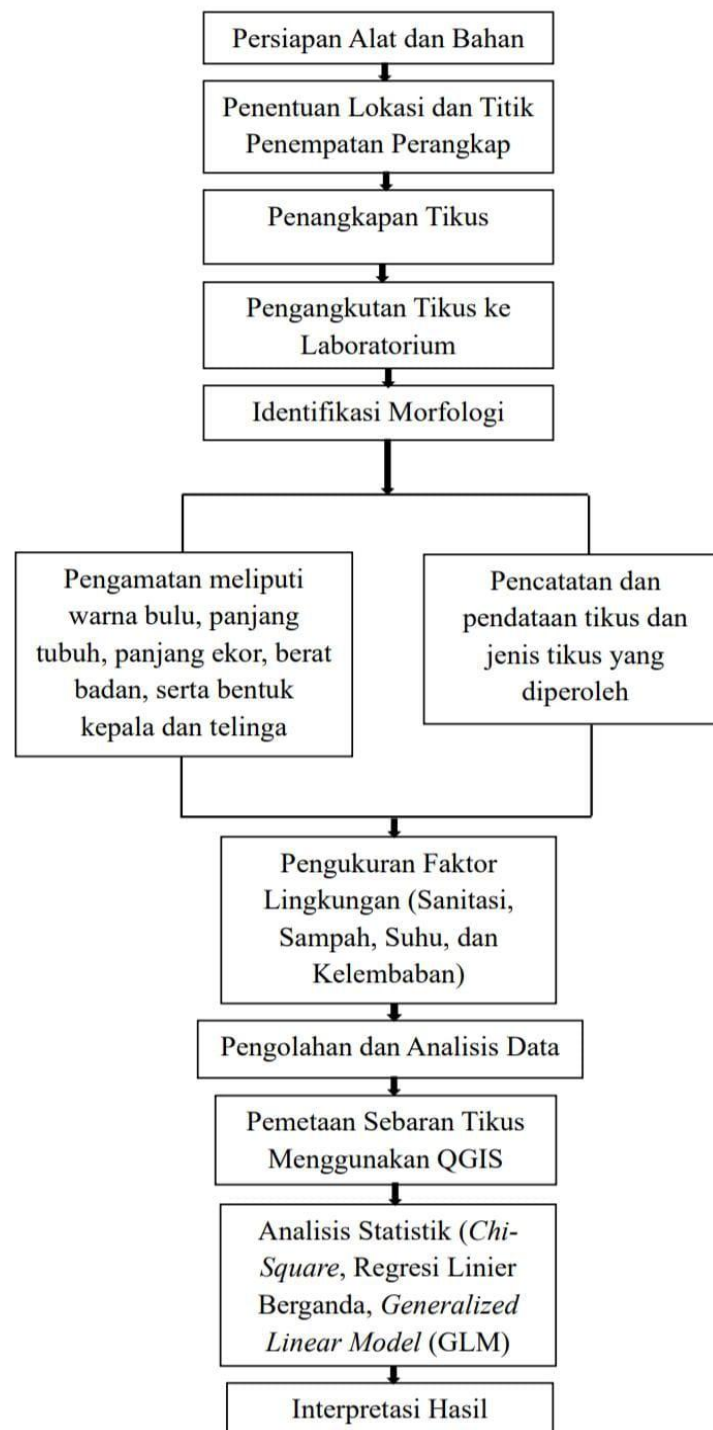 Persiapan Alat dan Bahan
Penentuan Lokasi dan Titik
Penempatan Perangkap
Penangkapan Tikus
Pengangkutan Tikus ke
Laboratorium
Identifikasi Morfologi
Pengamatan meliputi
warna bulu, panjang
tubuh, panjang ekor, berat
badan, serta bentuk
kepala dan telinga
Pencatatan dan
pendataan tikus dan
jenis tikus yang
diperoleh
Pengukuran Faktor
Lingkungan (Sanitasi,
Sampah, Suhu, dan
Kelembaban)
Pengolahan dan Analisis Data
Pemetaan Sebaran Tikus
Menggunakan QGIS
Analisis Statistik (Chi-
Square, Regresi Linier
Berganda, Generalized
Linear Model (GLM)
Interpretasi Hasil